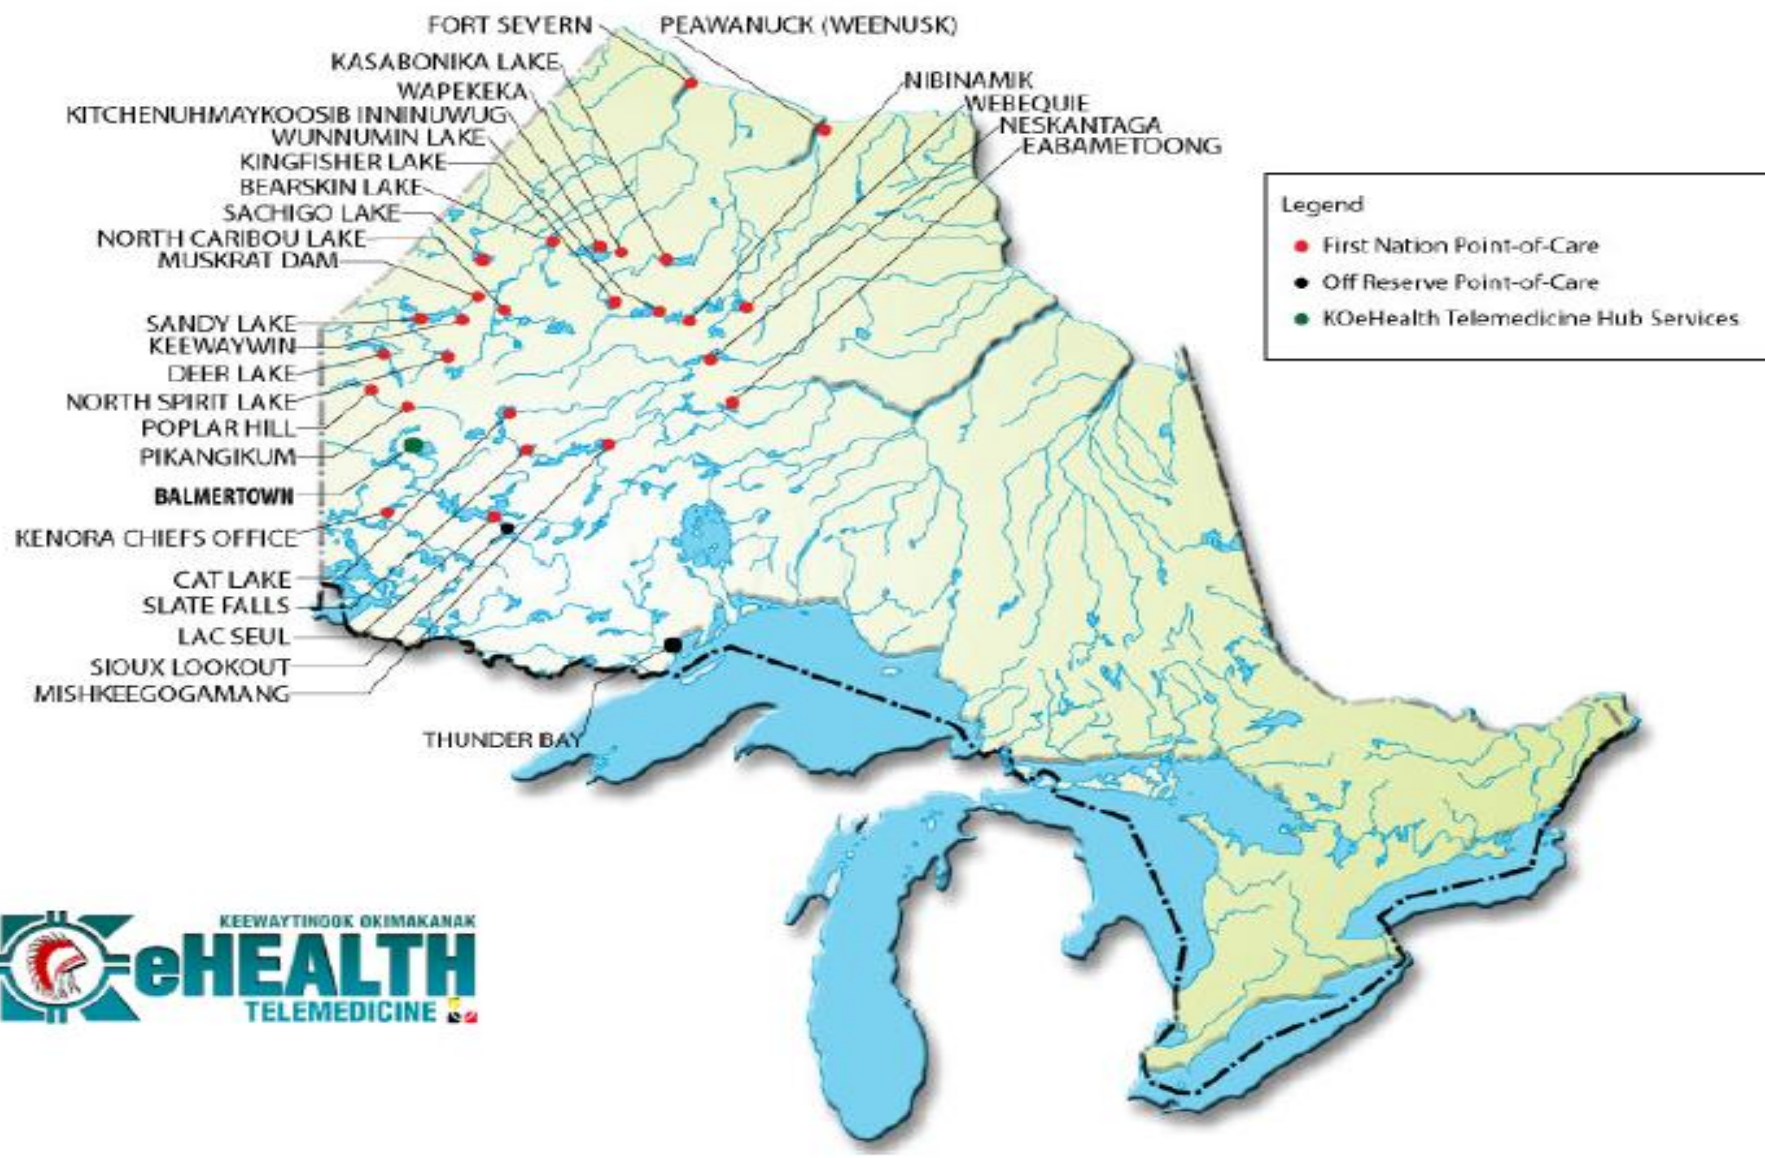 FORT SEVERN
PEAWANUCK (WEENUSK)
KASABONIKA LAKE
WAPEKEKA
KITCHENUHMAYKOOSIB INNINUWUG
WUNNUMIN LAKE
KINGFISHER LAKE
BEARSKIN LAKE
SACHIGO LAKE
NORTH CARIBOU LAKE
MUSKRAT DAM
SANDY LAKE
KEEWAYWIN
DEER LAKE
NORTH SPIRIT LAKE
POPLAR HILL
PIKANGIKUM
BALMERTOWN
KENORA CHIEFS OFFICE
CAT LAKE
SLATE FALLS
LAC SEUL
SIOUX LOOKOUT
MISHKEEGOGAMANG
THUNDER BAY
NIBINAMIK
WEBEQUIE
NESKANTAGA
EABAMETOONG
Legend
First Nation Point-of-Care
Off Reserve Point-of-Care
KOeHealth Telemedicine Hub Services
KEEWAYTINOOK OKIMAKANAK
K eHEALTH
TELEMEDICINE